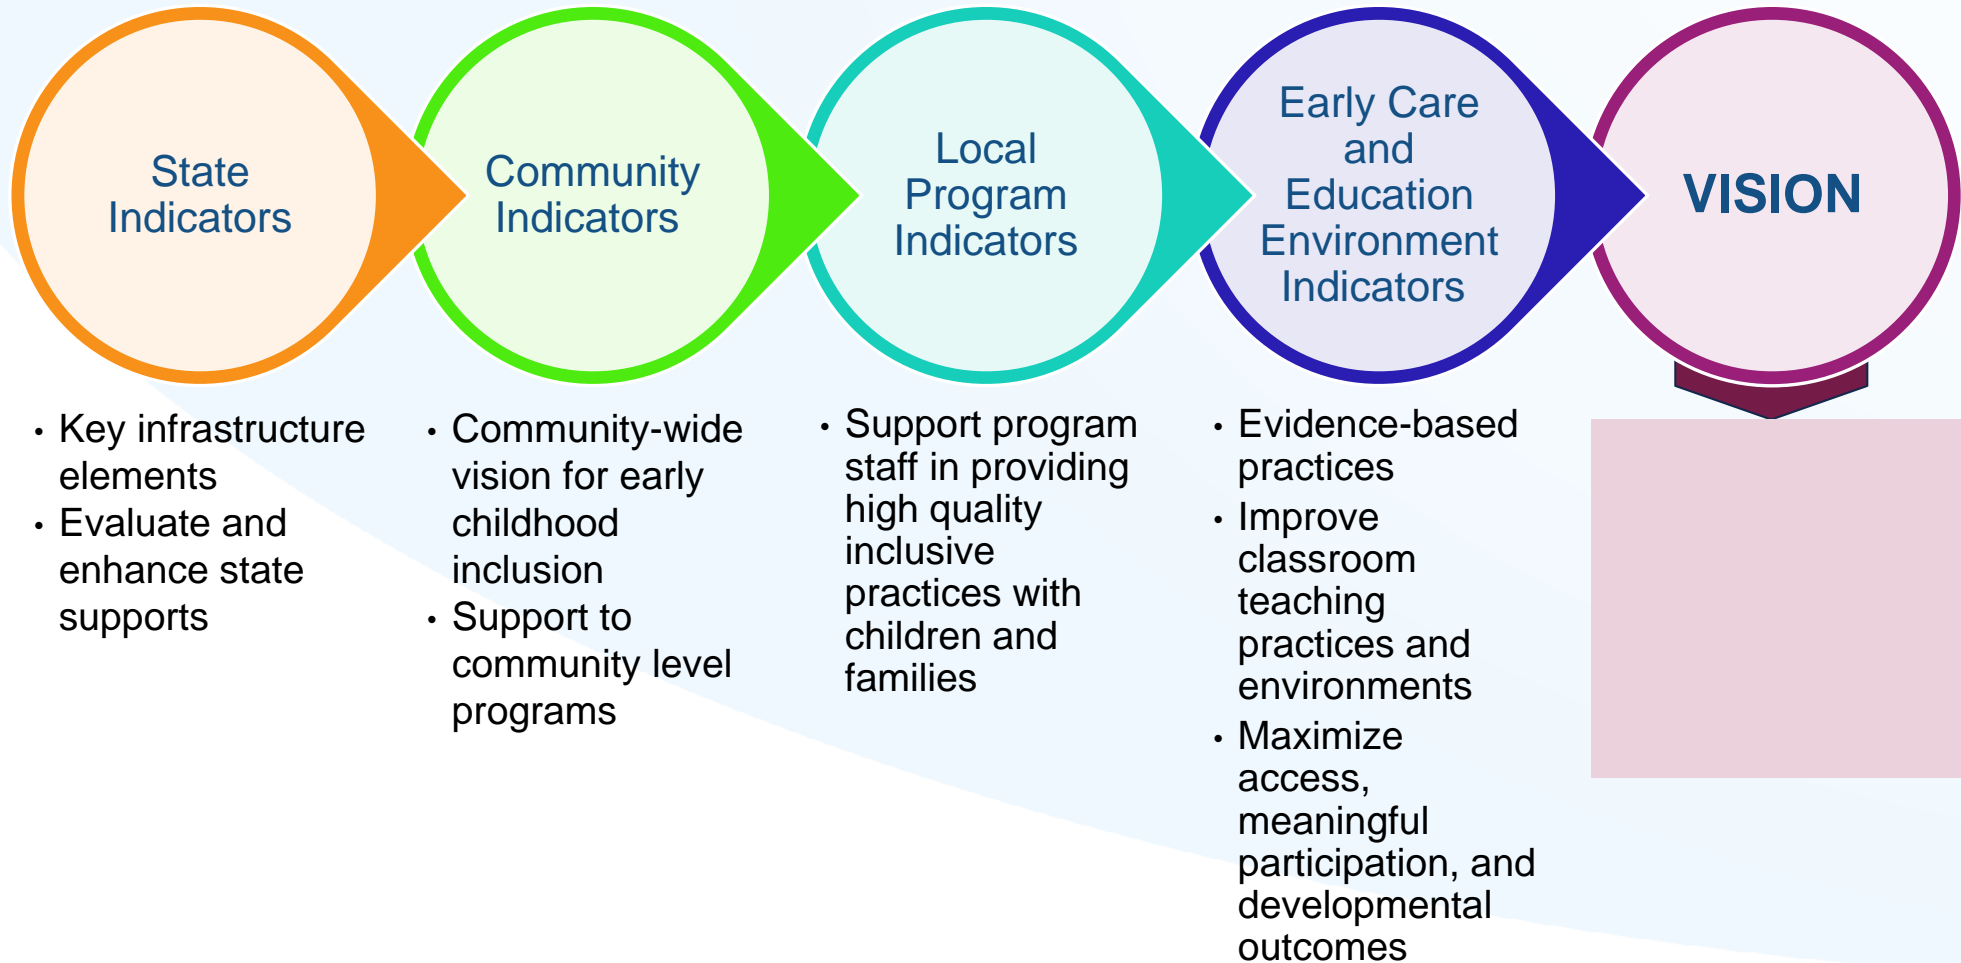 State
Indicators
Community
Indicators
Local
Program
Indicators
Early Care
and
Education
Environment
Indicators
VISION
• Key infrastructure
elements
• Evaluate and
enhance state
supports
• Community-wide
vision for early
childhood
inclusion
• Support to
community level
programs
• Support program
staff in providing
high quality
inclusive
practices with
children and
families
• Evidence-based
practices
• Improve
classroom
teaching
practices and
environments
• Maximize
access,
meaningful
participation, and
developmental
outcomes